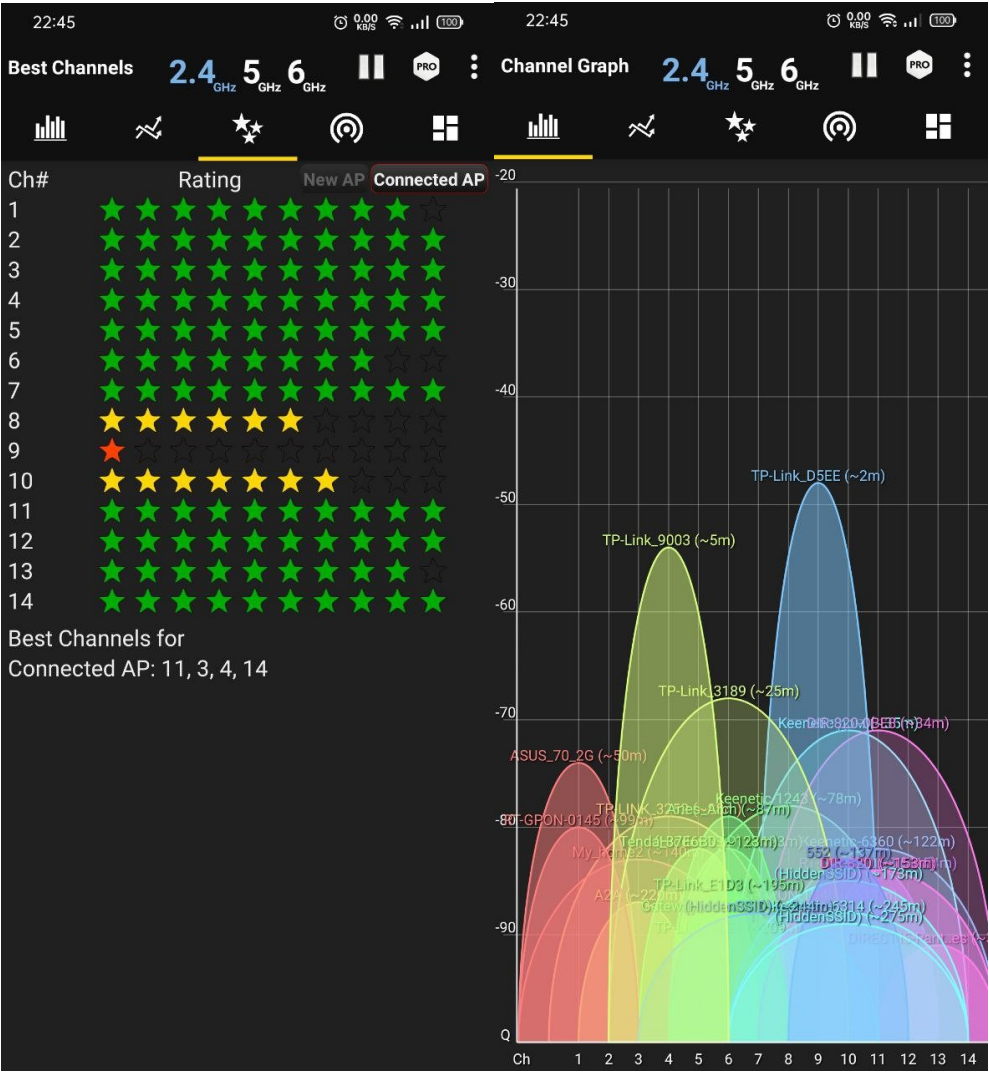 22:45
0.00 KB/S
100
Best Channels
2.4 GHz 5 GHz 6 GHz
PRO
Ch# Rating New AP Connected AP
1
2
3
4
5
6
7
8
9
10
11
12
13
14
Best Channels for
Connected AP: 11, 3, 4, 14
22:45
0.00 KB/S
100
Channel Graph
2.4 GHz 5 GHz 6 GHz
PRO
-20
-30
-40
TP-Link_D5EE (~2m)
-50
TP-Link_9003 (~5m)
-60
TP-Link_3189 (~25m)
-70
ASUS_70_2G (~50m)
Keenetic-1243 (~78m)
-80
Keenetic-6360 (~122m)
552 (~137m)
(HiddenSSID) (~173m)
TP-Link_E1D3 (~195m)
(~245m)
(HiddenSSID) (~275m)
-90
Q
Ch 1 2 3 4 5 6 7 8 9 10 11 12 13 14